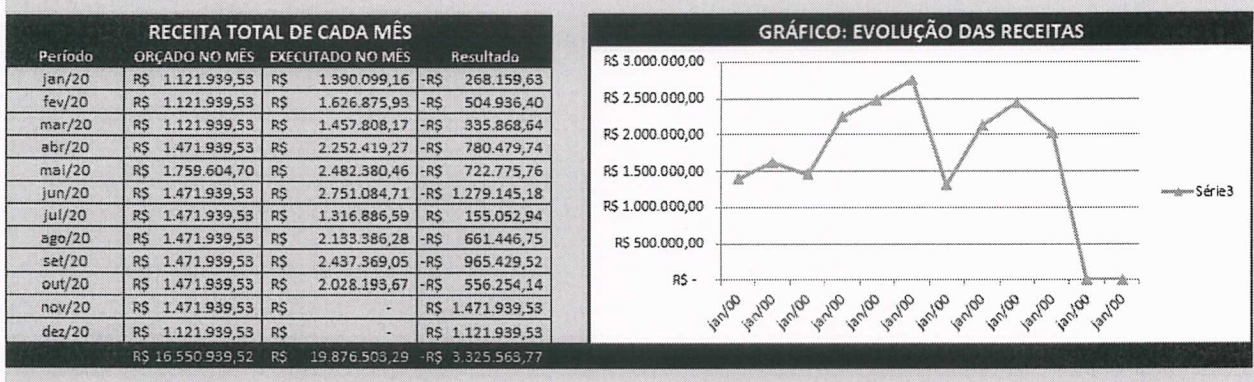 RECEITA TOTAL DE CADA MÊS
Período ORÇADO NO MÊS EXECUTADO NO MÊS Resultado
jan/20 R$ 1.121.939,53 R$ 1.390.099,16 -R$ 268.159,63
fev/20 R$ 1.121.939,53 R$ 1.626.875,93 -R$ 504.936,40
mar/20 R$ 1.121.939,53 R$ 1.457.808,17 -R$ 335.868,64
abr/20 R$ 1.471.939,53 R$ 2.252.419,27 -R$ 780.479,74
mai/20 R$ 1.759.604,70 R$ 2.482.380,46 -R$ 722.775,76
jun/20 R$ 1.471.939,53 R$ 2.751.084,71 -R$ 1.279.145,18
jul/20 R$ 1.471.939,53 R$ 1.316.886,59 R$ 155.052,94
ago/20 R$ 1.471.939,53 R$ 2.133.386,28 -R$ 661.446,75
set/20 R$ 1.471.939,53 R$ 2.437.369,05 -R$ 965.429,52
out/20 R$ 1.471.939,53 R$ 2.028.193,67 -R$ 556.254,14
nov/20 R$ 1.471.939,53 R$ - R$ 1.471.939,53
dez/20 R$ 1.121.939,53 R$ - R$ 1.121.939,53
R$ 16.550.939,52 R$ 19.876.503,29 -R$ 3.325.563,77
GRÁFICO: EVOLUÇÃO DAS RECEITAS
R$ 3.000.000,00
R$ 2.500.000,00
R$ 2.000.000,00
R$ 1.500.000,00
R$ 1.000.000,00
R$ 500.000,00
R$ -
jan/00 jan/00 jan/00 jan/00 jan/00 jan/00 jan/00 jan/00 jan/00 jan/00 jan/00 jan/00
Série3